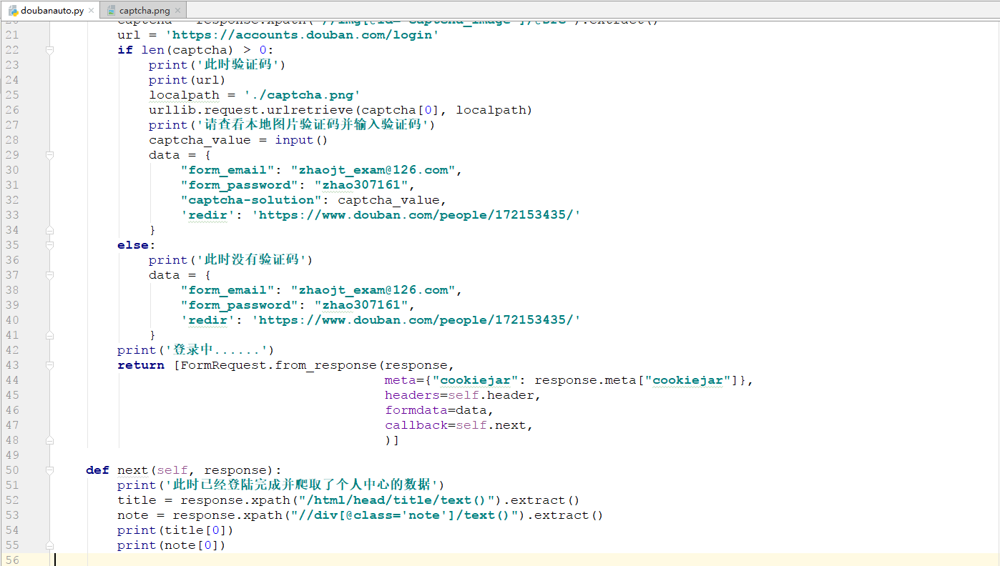 doubanauto.py captcha.png
20 captcha = response.xpath("//img[@id='captcha_image']/@src").extract()
21 url = 'https://accounts.douban.com/login'
22 if len(captcha) > 0:
23 print('此时验证码')
24 print(url)
25 localpath = './captcha.png'
26 urllib.request.urlretrieve(captcha[0], localpath)
27 print('请查看本地图片验证码并输入验证码')
28 captcha_value = input()
29 data = {
30 "form_email": "zhaojt_exam@126.com",
31 "form_password": "zhao307161",
32 "captcha-solution": captcha_value,
33 'redir': 'https://www.douban.com/people/172153435/'
34 }
35 else:
36 print('此时没有验证码')
37 data = {
38 "form_email": "zhaojt_exam@126.com",
39 "form_password": "zhao307161",
40 'redir': 'https://www.douban.com/people/172153435/'
41 }
42 print('登录中......')
43 return [FormRequest.from_response(response,
44 meta={"cookiejar": response.meta["cookiejar"]},
45 headers=self.header,
46 formdata=data,
47 callback=self.next,
48 )]
49
50 def next(self, response):
51 print('此时已经登陆完成并爬取了个人中心的数据')
52 title = response.xpath("/html/head/title/text()").extract()
53 note = response.xpath("//div[@class='note']/text()").extract()
54 print(title[0])
55 print(note[0])
56